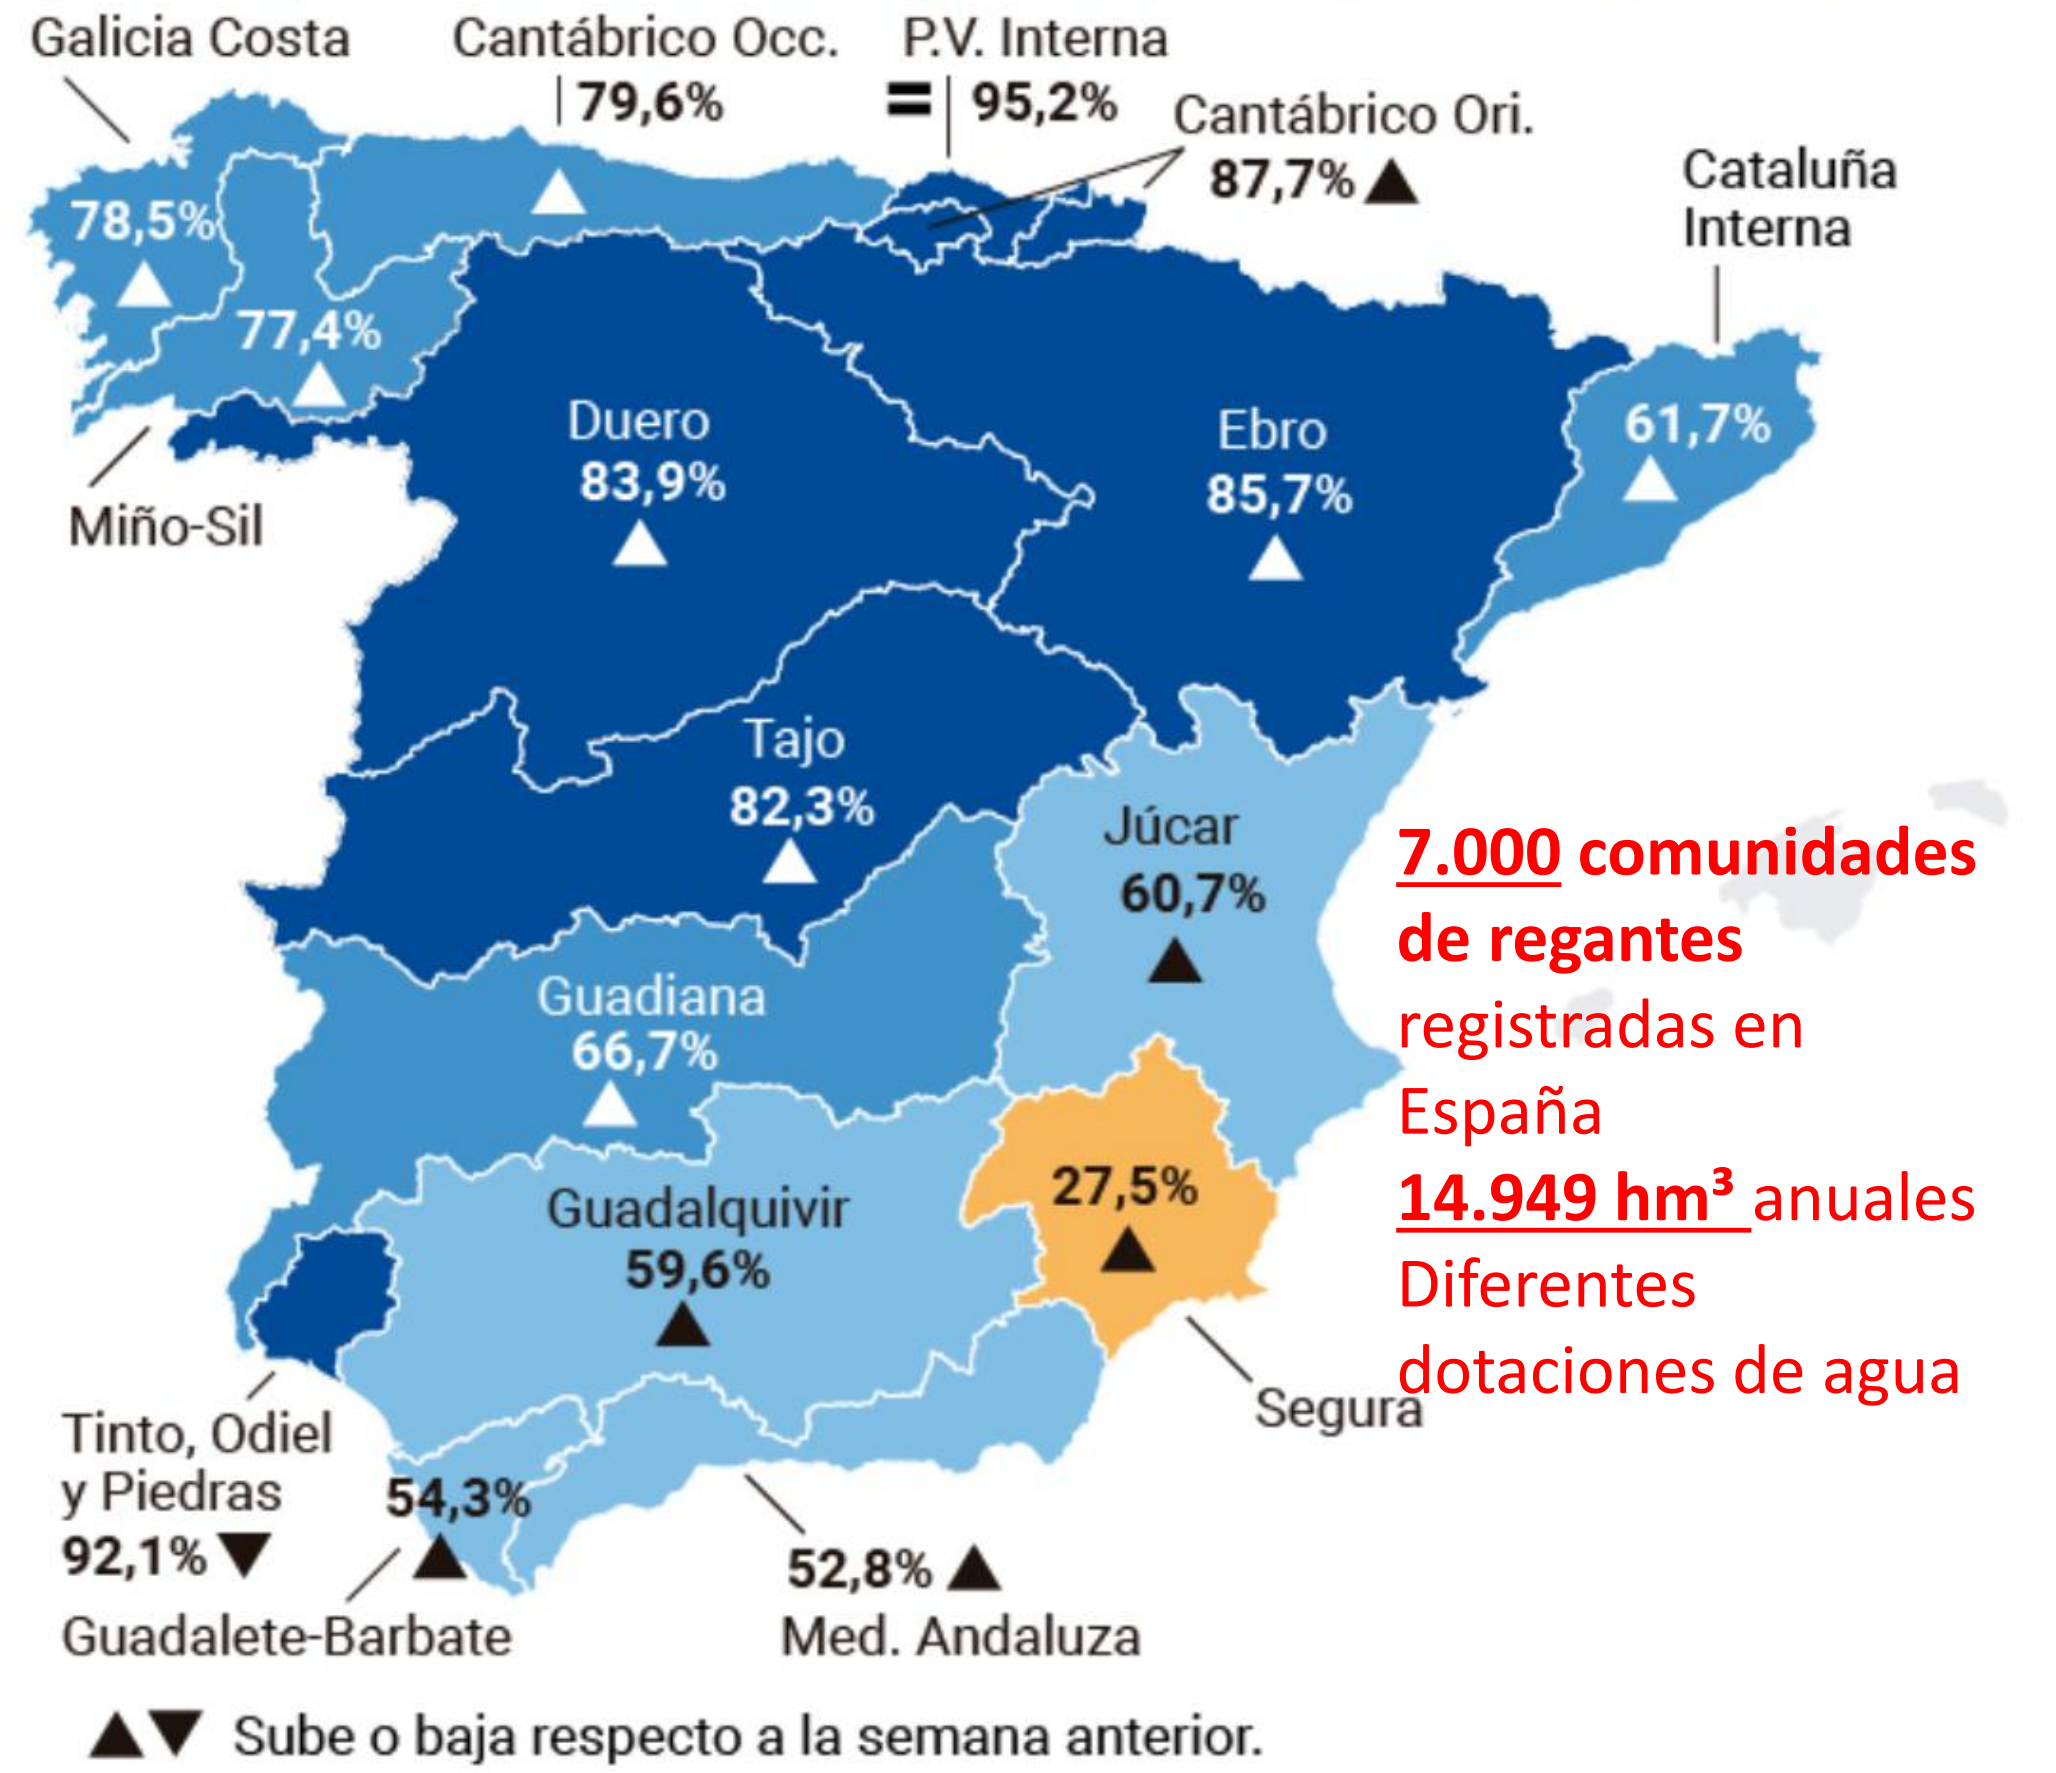 Galicia Costa
Cantábrico Occ.
79,6%
P.V. Interna
= 95,2%
Cantábrico Ori.
87,7% ▲
Cataluña
Interna
78,5%
▲
77,4%
▲
Miño-Sil
Duero
83,9%
▲
Ebro
85,7%
▲
61,7%
▲
Tajo
82,3%
▲
Júcar
60,7%
▲
Guadiana
66,7%
▲
Guadalquivir
59,6%
▲
27,5%
▲
Segura
7.000 comunidades
de regantes
registradas en
España
14.949 hm³ anuales
Diferentes
dotaciones de agua
Tinto, Odiel
y Piedras
92,1% ▼
54,3%
▲
Guadalete-Barbate
52,8% ▲
Med. Andaluza
▲▼ Sube o baja respecto a la semana anterior.